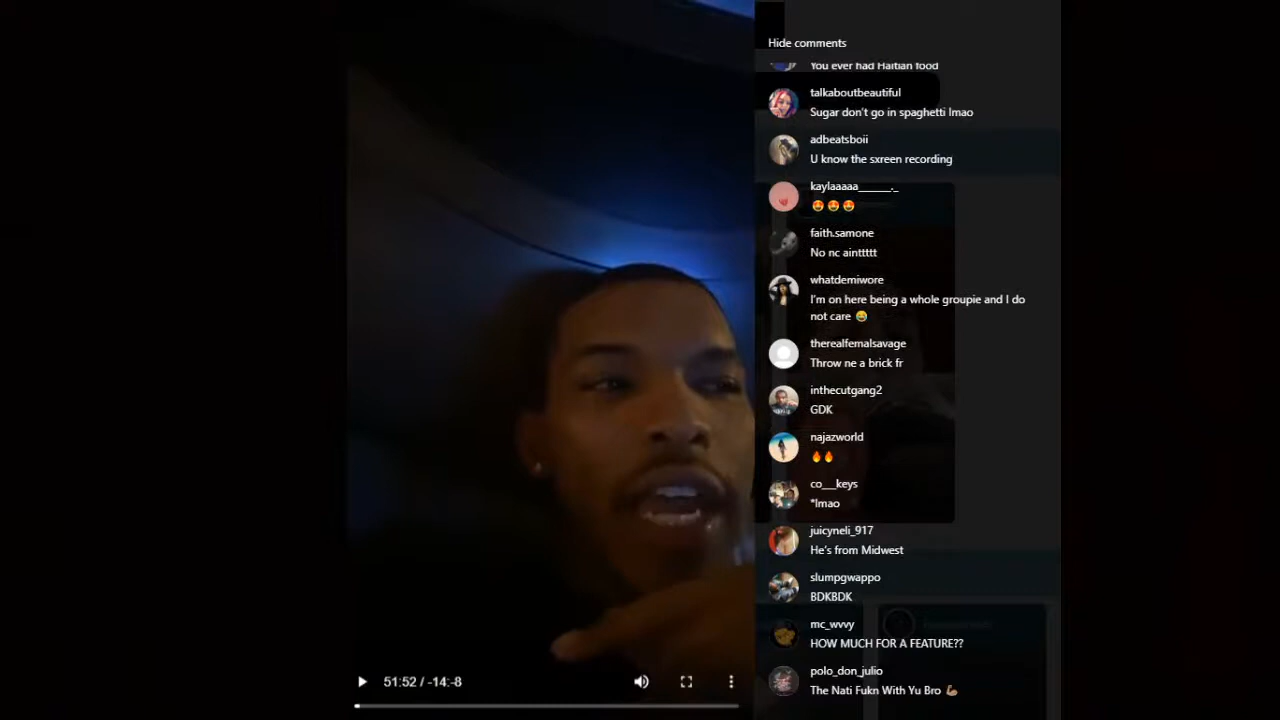 Hide comments
You ever had Haitian food
talkaboutbeautiful
Sugar don't go in spaghetti lmao
adbeatsboii
U know the sxreen recording
kaylaaaaa______._
😍😍😍
faith.samone
No nc ainttttt
whatdemiwore
I'm on here being a whole groupie and I do
not care 😂
therealfemalsavage
Throw ne a brick fr
inthecutgang2
GDK
najazworld
🔥🔥
co___keys
*lmao
juicyneli_917
He's from Midwest
slumpgwappo
BDKBDK
mc_wvvy
HOW MUCH FOR A FEATURE??
polo_don_julio
The Nati Fukn With Yu Bro 💪🏽
51:52 / -14:-8